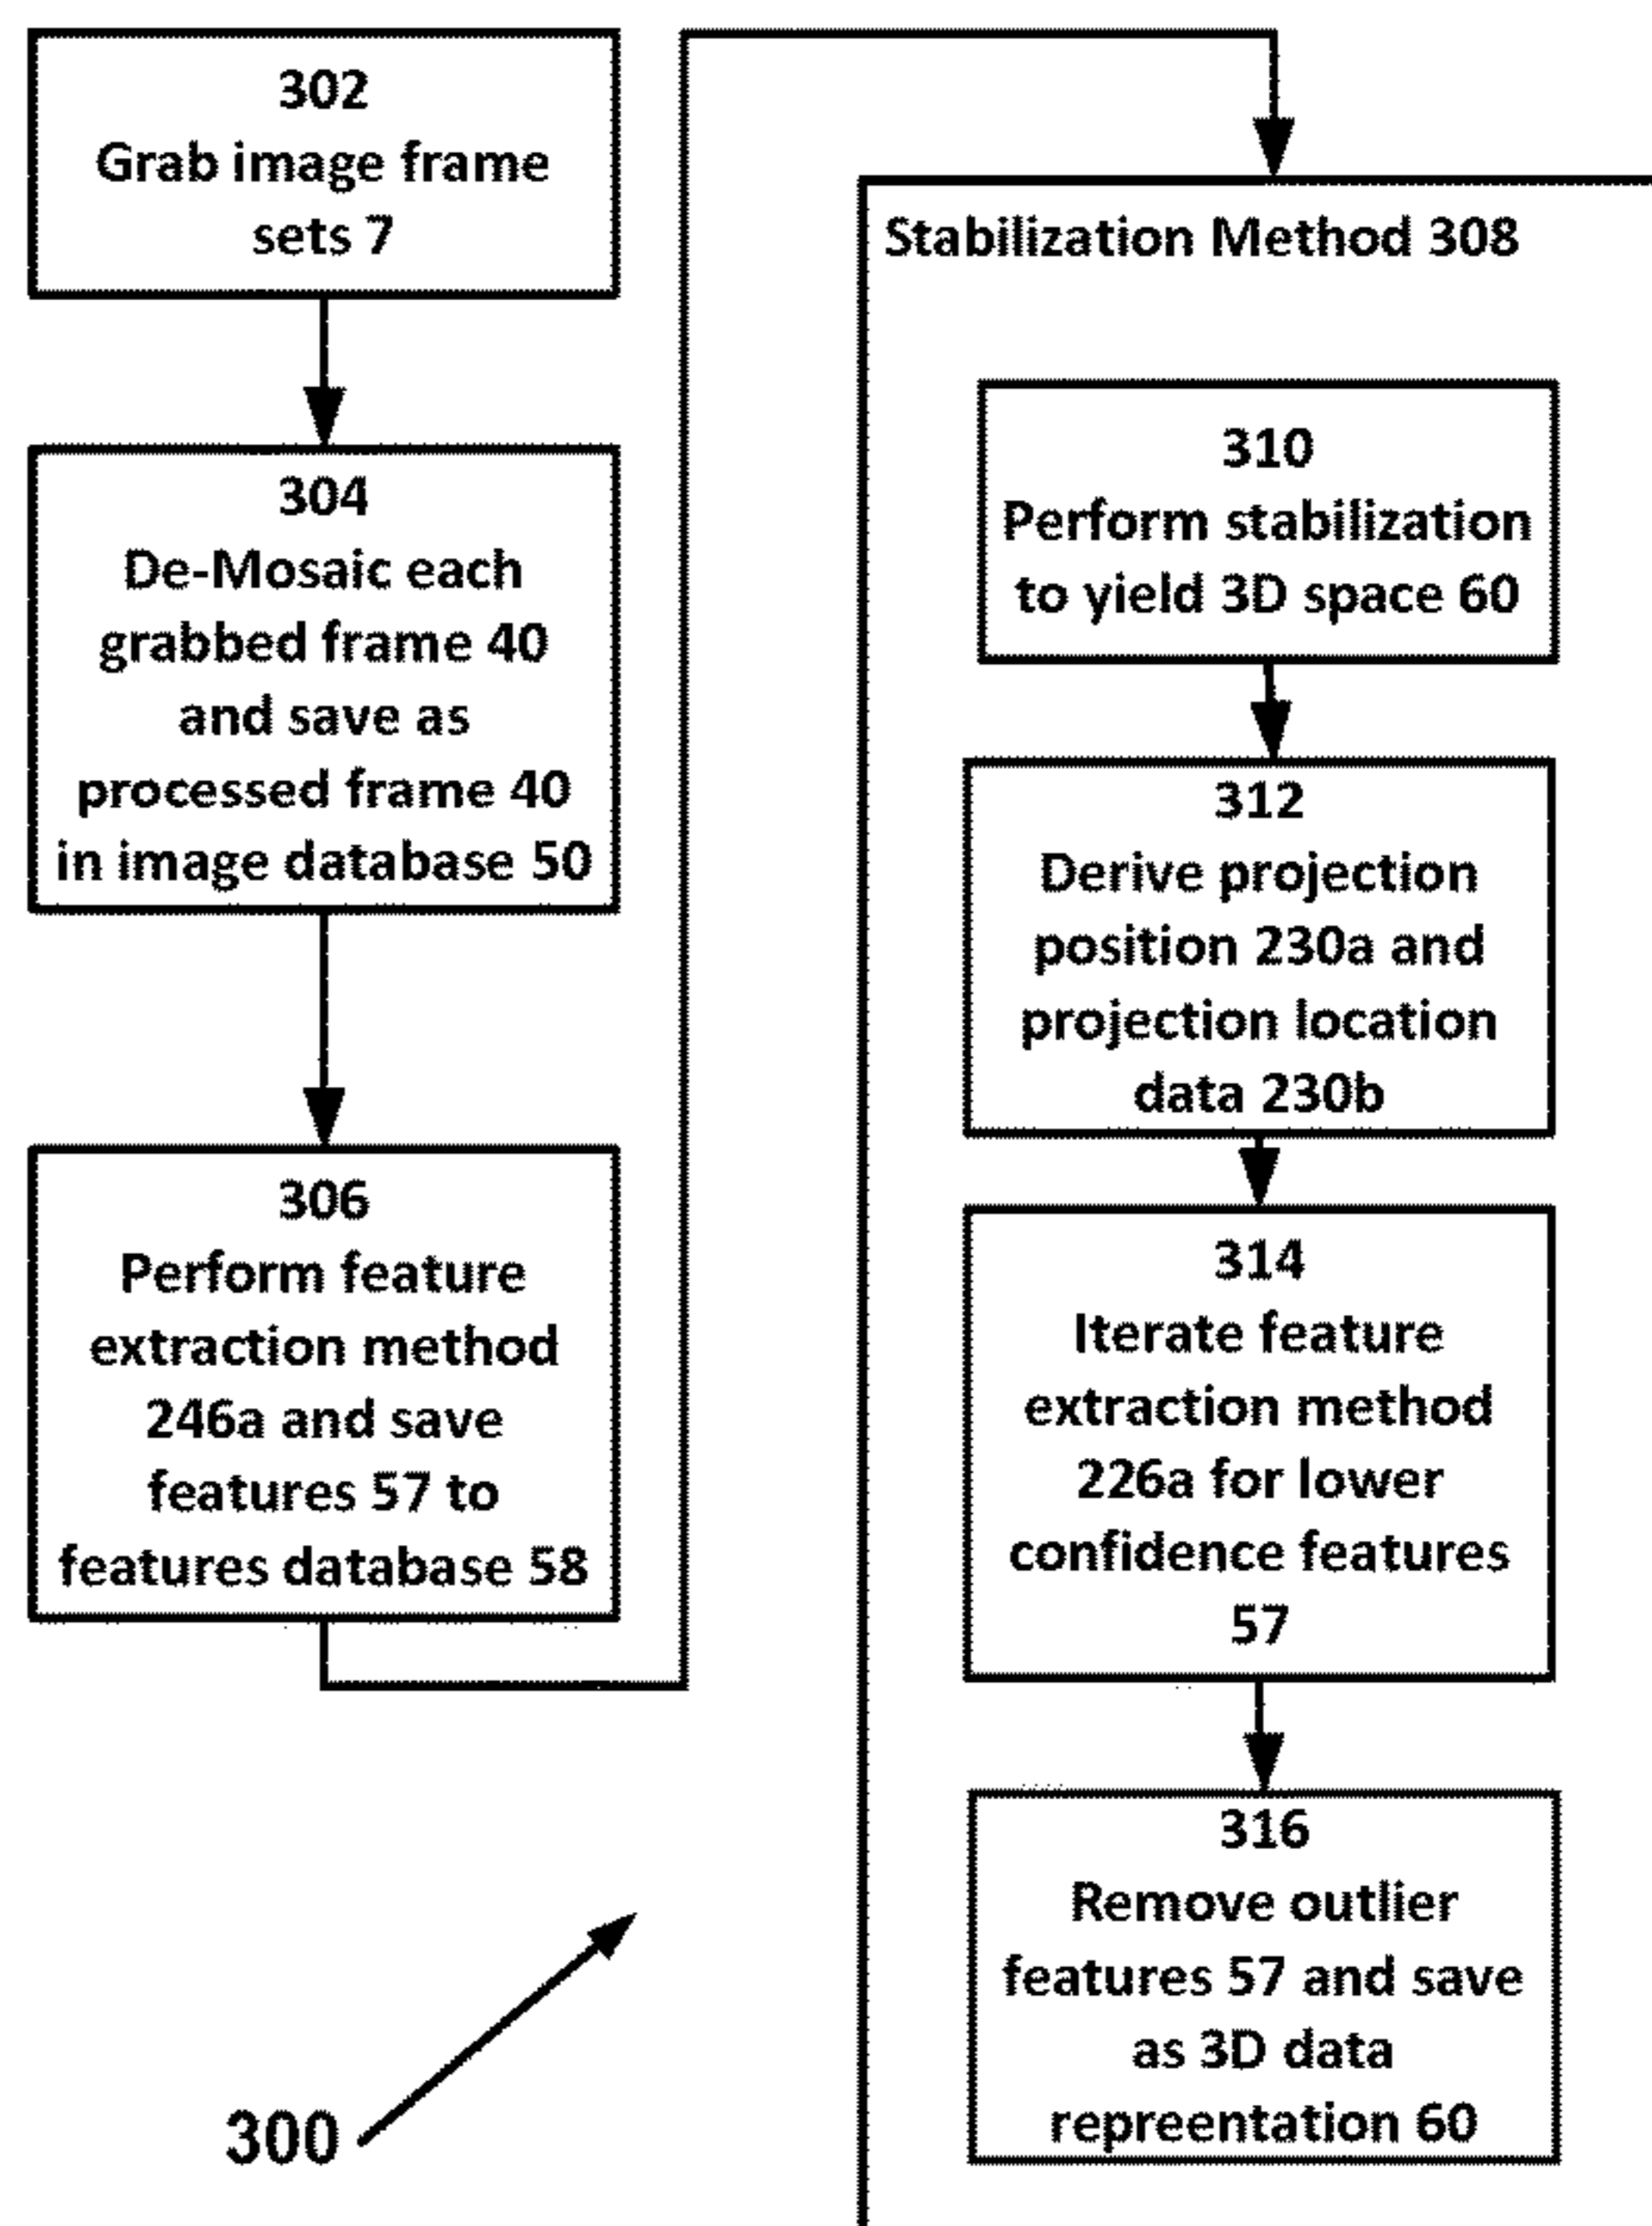 302
Grab image frame
sets 7
304
De-Mosaic each
grabbed frame 40
and save as
processed frame 40
in image database 50
306
Perform feature
extraction method
246a and save
features 57 to
features database 58
Stabilization Method 308
310
Perform stabilization
to yield 3D space 60
312
Derive projection
position 230a and
projection location
data 230b
314
Iterate feature
extraction method
226a for lower
confidence features
57
316
Remove outlier
features 57 and save
as 3D data
repreentation 60
300